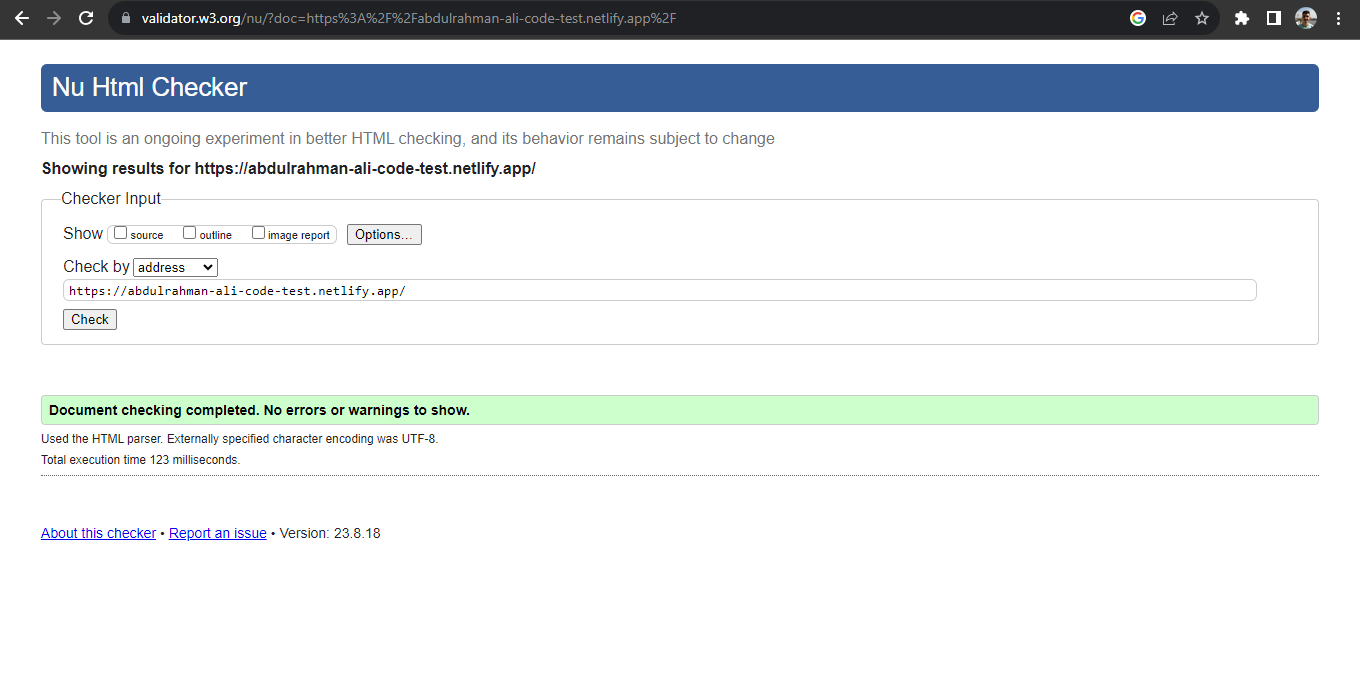 validator.w3.org/nu/?doc=https%3A%2F%2Fabdulrahman-ali-code-test.netlify.app%2F
Nu Html Checker
This tool is an ongoing experiment in better HTML checking, and its behavior remains subject to change
Showing results for https://abdulrahman-ali-code-test.netlify.app/
Checker Input
Show source outline image report Options...
Check by address
https://abdulrahman-ali-code-test.netlify.app/
Check
Document checking completed. No errors or warnings to show.
Used the HTML parser. Externally specified character encoding was UTF-8.
Total execution time 123 milliseconds.
About this checker • Report an issue • Version: 23.8.18